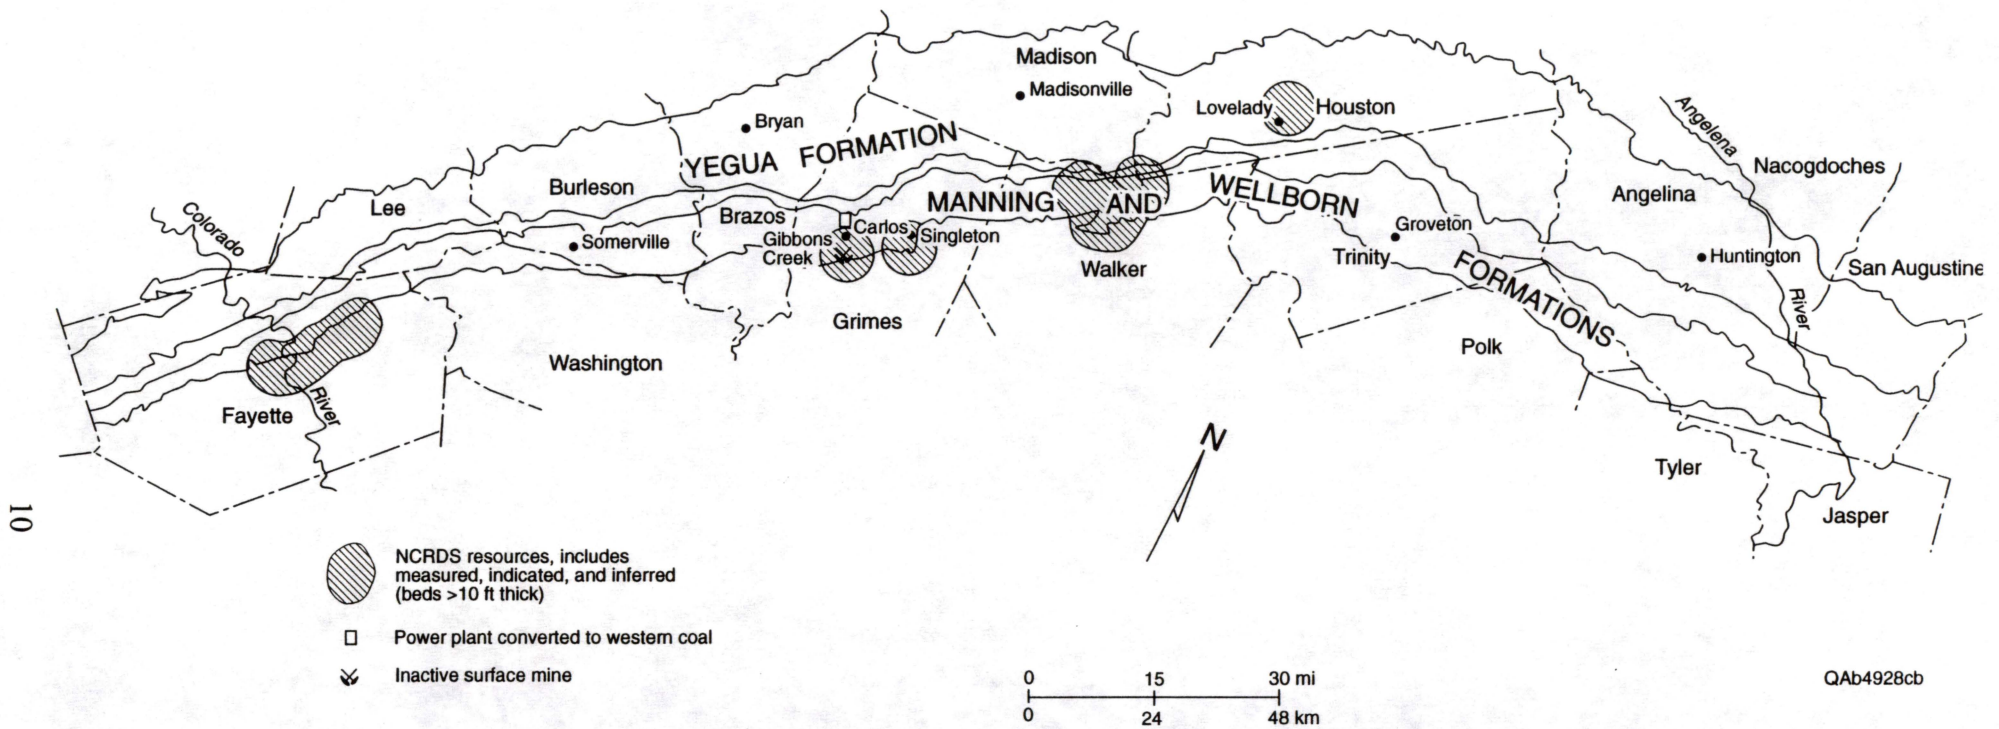 Madison
Madisonville
Lovelady
Houston
Angelena
Bryan
YEGUA FORMATION
Nacogdoches
Burleson
Angelina
Lee
Colorado
Brazos
MANNING AND WELLBORN
Carlos
Groveton
Somerville
Gibbons
Creek
Singleton
Trinity
Huntington
Walker
FORMATIONS
San Augustine
River
Grimes
Polk
Washington
Fayette
River
N
Tyler
Jasper
10
NCRDS resources, includes
measured, indicated, and inferred
(beds >10 ft thick)
Power plant converted to western coal
Inactive surface mine
0 15 30 mi
0 24 48 km
QAb4928cb